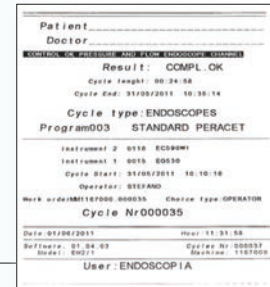 Patient
Doctor
CONTROL OK PRESSURE AND FLOW ENDOSCOPE CHANNEL
Result: COMPL.OK
Cycle lenght: 00:24:58
Cycle End: 31/05/2011 10:35:14
Cycle type:ENDOSCOPES
Program003 STANDARD PERACET
Instrument 2 0118
Instrument 1 0015 EG530
Cycle Start: 31/05/2011 10:10:16
Operator: STEFANO
Choice type:OPERATOR
Cycle Nr000035
Date:01/06/2011 Hour:11:31:58
Software. 01.04.03 Cycles Nr:000037
Model: EH2/1 Machine:
User:ENDOSCOPIA